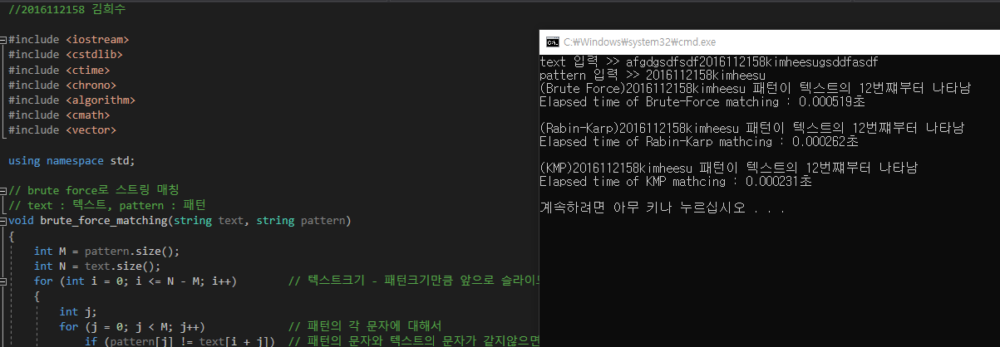 //2016112158 김희수
#include <iostream>
#include <cstdlib>
#include <ctime>
#include <chrono>
#include <algorithm>
#include <cmath>
#include <vector>
using namespace std;
// brute force로 스트링 매칭
// text : 텍스트, pattern : 패턴
void brute_force_matching(string text, string pattern)
{
int M = pattern.size();
int N = text.size();
for (int i = 0; i <= N - M; i++) // 텍스트크기 - 패턴크기만큼 앞으로
{
int j;
for (j = 0; j < M; j++) // 패턴의 각 문자에 대해서
if (pattern[j] != text[i + j]) // 패턴의 문자와 텍스트의 문자가 같지않으면
C:₩Windows₩system32₩cmd.exe
text 입력 >> afgdgsdfsdf2016112158kimheesugsddfasdf
pattern 입력 >> 2016112158kimheesu
(Brute Force)2016112158kimheesu 패턴이 텍스트의 12번쨰부터 나타남
Elapsed time of Brute-Force matching : 0.000519초
(Rabin-Karp)2016112158kimheesu 패턴이 텍스트의 12번쨰부터 나타남
Elapsed time of Rabin-Karp mathcing : 0.000262초
(KMP)2016112158kimheesu 패턴이 텍스트의 12번쨰부터 나타남
Elapsed time of KMP mathcing : 0.000231초
계속하려면 아무 키나 누르십시오 . . .